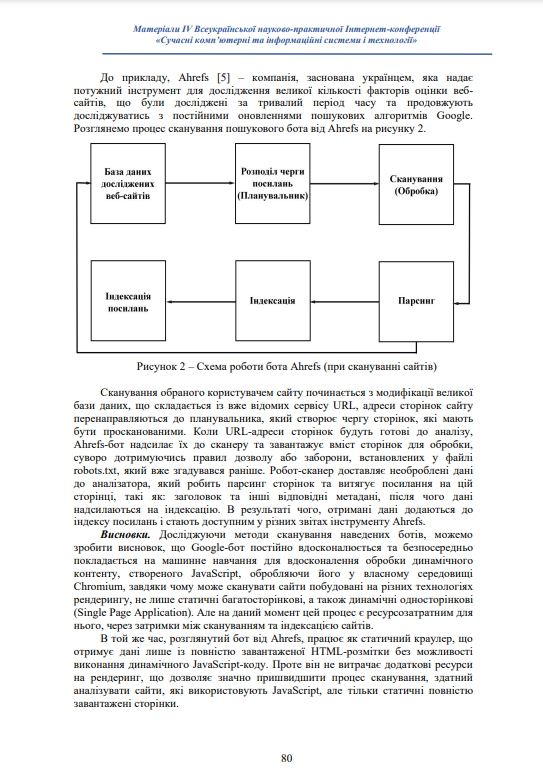 Матеріали IV Всеукраїнської науково-практичної Інтернет-конференції
«Сучасні комп’ютерні та інформаційні системи і технології»
До прикладу, Ahrefs [5] – компанія, заснована українцем, яка надає
потужний інструмент для дослідження великої кількості факторів оцінки веб-
сайтів, що були досліджені за тривалий період часу та продовжують
досліджуватись з постійними оновленнями пошукових алгоритмів Google.
Розглянемо процес сканування пошукового бота від Ahrefs на рисунку 2.
База даних
досліджених
веб-сайтів
Розподіл черги
посилань
(Планувальник)
Сканування
(Обробка)
Індексація
посилань
Індексація
Парсинг
Рисунок 2 – Схема роботи бота Ahrefs (при скануванні сайтів)
Сканування обраного користувачем сайту починається з модифікації великої
бази даних, що складається із вже відомих сервісу URL, адреси сторінок сайту
перенаправляються до планувальника, який створює чергу сторінок, які мають
бути проскановани. Коли URL-адреси сторінок будуть готові до аналізу,
Ahrefs-бот надсилає їх до сканеру та завантажує вміст сторінок для обробки,
суворо дотримуючись правил дозволу або заборони, встановлених у файлі
robots.txt, який вже згадувався раніше. Робот-сканер доставляє необроблені дані
до аналізатора, який робить парсинг сторінок та витягує посилання на цій
сторінці, такі як: заголовок та інші відповідні метадані, після чого дані
надсилаються на індексацію. В результаті чого, отримані дані додаються до
індексу посилань і стають доступним у різних звітах інструменту Ahrefs.
Висновки. Досліджуючи методи сканування наведених ботів, можемо
зробити висновок, що Google-бот постійно вдосконалюється та безпосередньо
покладається на машинне навчання для вдосконалення обробки динамічного
контенту, створеного JavaScript, обробляючи його у власному середовищі
Chromium, завдяки чому може сканувати сайти побудовані на різних технологіях
рендерингу, не лише статичні багатосторінкові, а також динамічні односторінкові
(Single Page Application). Але на даний момент цей процес є ресурсозатратним для
нього, через затримки між скануванням та індексацією сайтів.
В той же час, розглянутий бот від Ahrefs, працює як статичний краулер, що
отримує дані лише із повністю завантаженої HTML-розмітки без можливості
виконання динамічного JavaScript-коду. Проте він не витрачає додаткові ресурси
на рендеринг, що дозволяє значно пришвидшити процес сканування, здатний
аналізувати сайти, які використовують JavaScript, але тільки статичні повністю
завантажені сторінки.
80